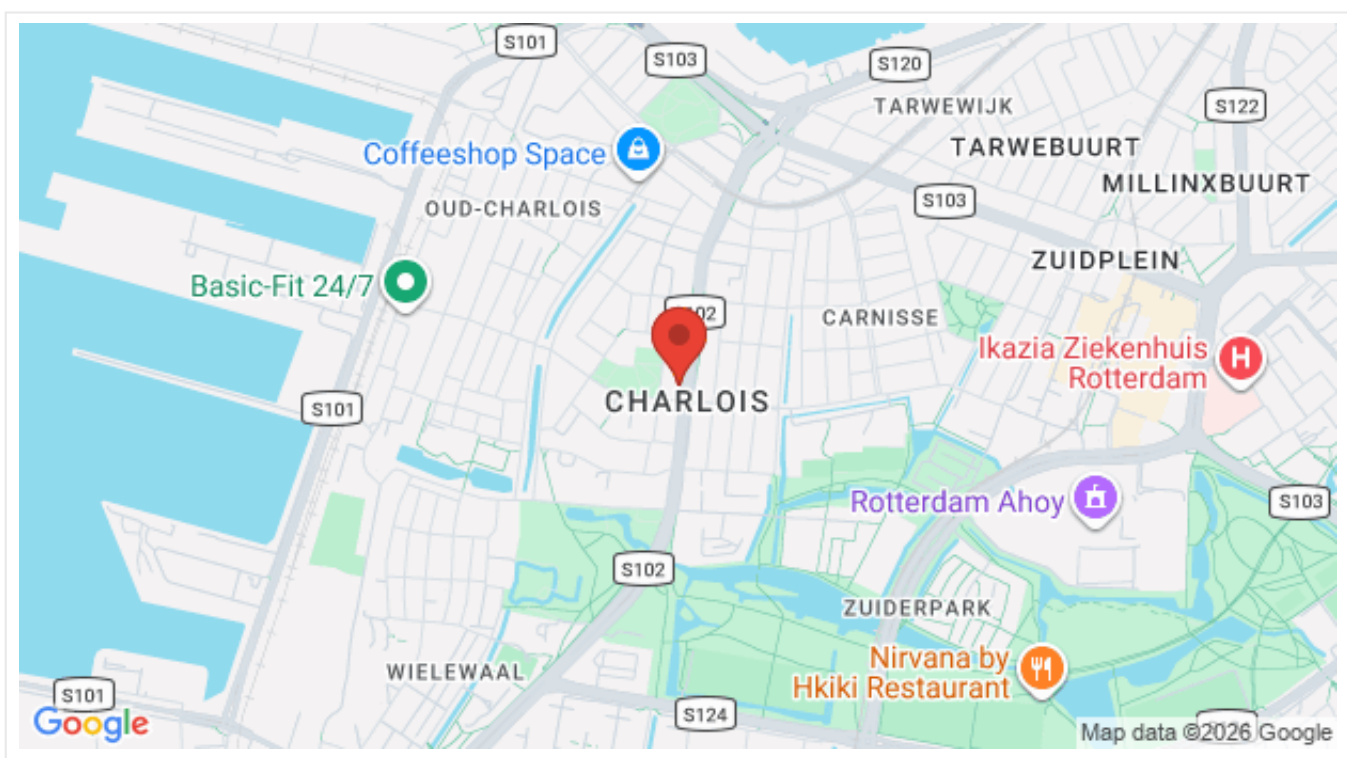 S101
S103
S120
TARWEWIJK
S122
TARWEBUURT
Coffeeshop Space
MILLINXBUURT
S103
OUD-CHARLOIS
ZUIDPLEIN
Basic-Fit 24/7
02
CARNISSE
Ikazia Ziekenhuis
Rotterdam
H
CHARLOIS
S101
Rotterdam Ahoy
S103
S102
ZUIDERPARK
Nirvana by
Hkiki Restaurant
WIELEWAAL
S101
S124
Google
Map data ©2026 Google